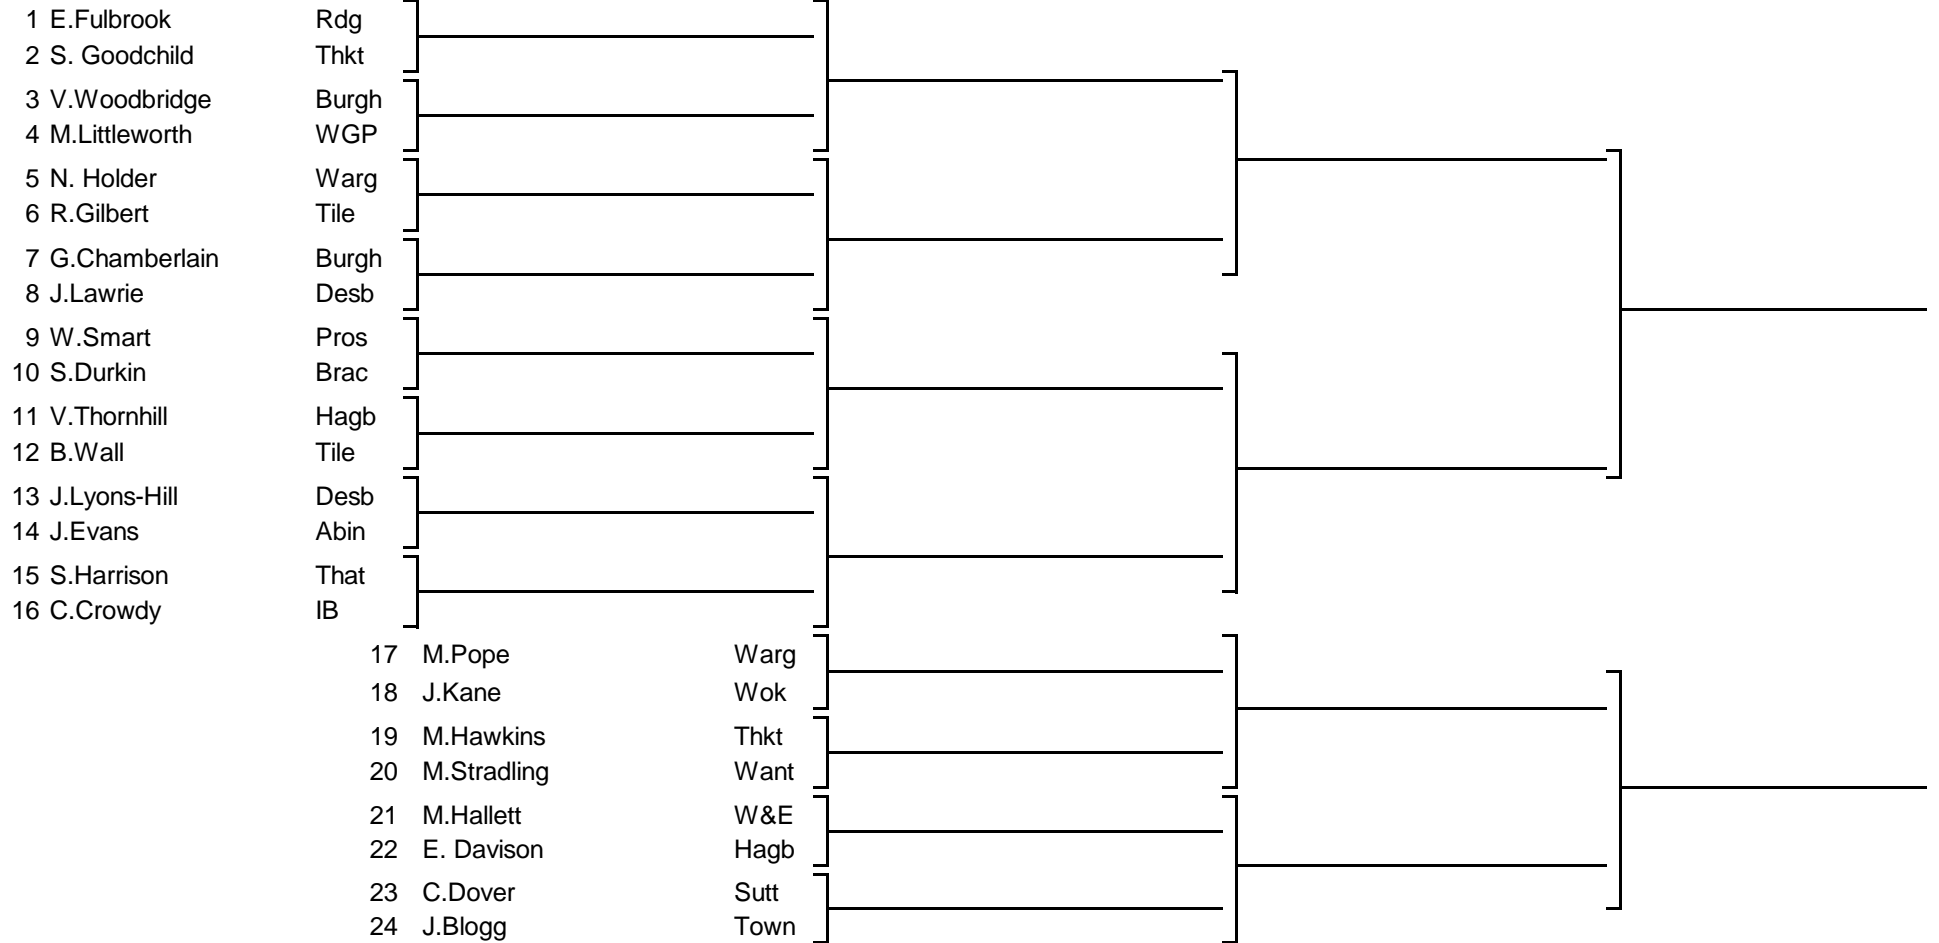 1 E.Fulbrook Rdg
2 S. Goodchild Thkt
3 V.Woodbridge Burgh
4 M.Littleworth WGP
5 N. Holder Warg
6 R.Gilbert Tile
7 G.Chamberlain Burgh
8 J.Lawrie Desb
9 W.Smart Pros
10 S.Durkin Brac
11 V.Thornhill Hagb
12 B.Wall Tile
13 J.Lyons-Hill Desb
14 J.Evans Abin
15 S.Harrison That
16 C.Crowdy IB
17 M.Pope Warg
18 J.Kane Wok
19 M.Hawkins Thkt
20 M.Stradling Want
21 M.Hallett W&E
22 E. Davison Hagb
23 C.Dover Sutt
24 J.Blogg Town